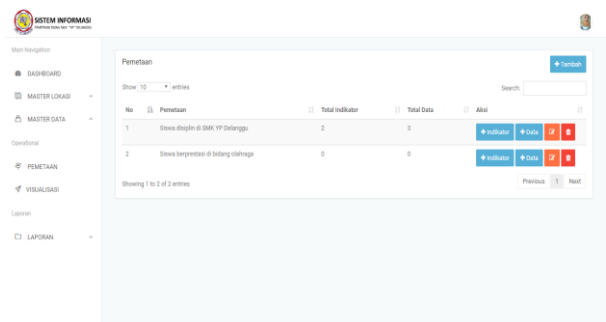 SISTEM INFORMASI
Main Navigation
DASHBOARD
MASTER LOKASI
MASTER DATA
Operational
PEMETAAN
VISUALISASI
Laporan
LAPORAN
Pemetaan
Tambah
Show 10 entries
Search:
No Pemetaan Total Indikator Total Data Aksi
1 Siswa disiplin di SMK YP Delanggu 2 3 Indikator Data
2 Siswa berprestasi di bidang olahraga 0 0 Indikator Data
Showing 1 to 2 of 2 entries
Previous 1 Next